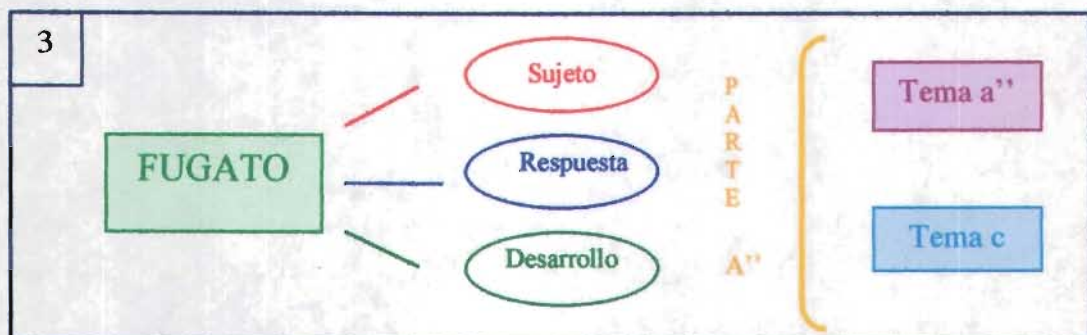 3
FUGATO
Sujeto
Respuesta
Desarrollo
PARTE A’’
Tema a’’
Tema c